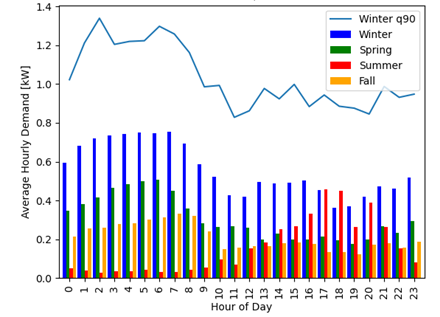 1.4
1.2
1.0
0.8
0.6
0.4
0.2
0.0
Average Hourly Demand [kW]
Winter q90
Winter
Spring
Summer
Fall
0 1 2 3 4 5 6 7 8 9 10 11 12 13 14 15 16 17 18 19 20 21 22 23
Hour of Day